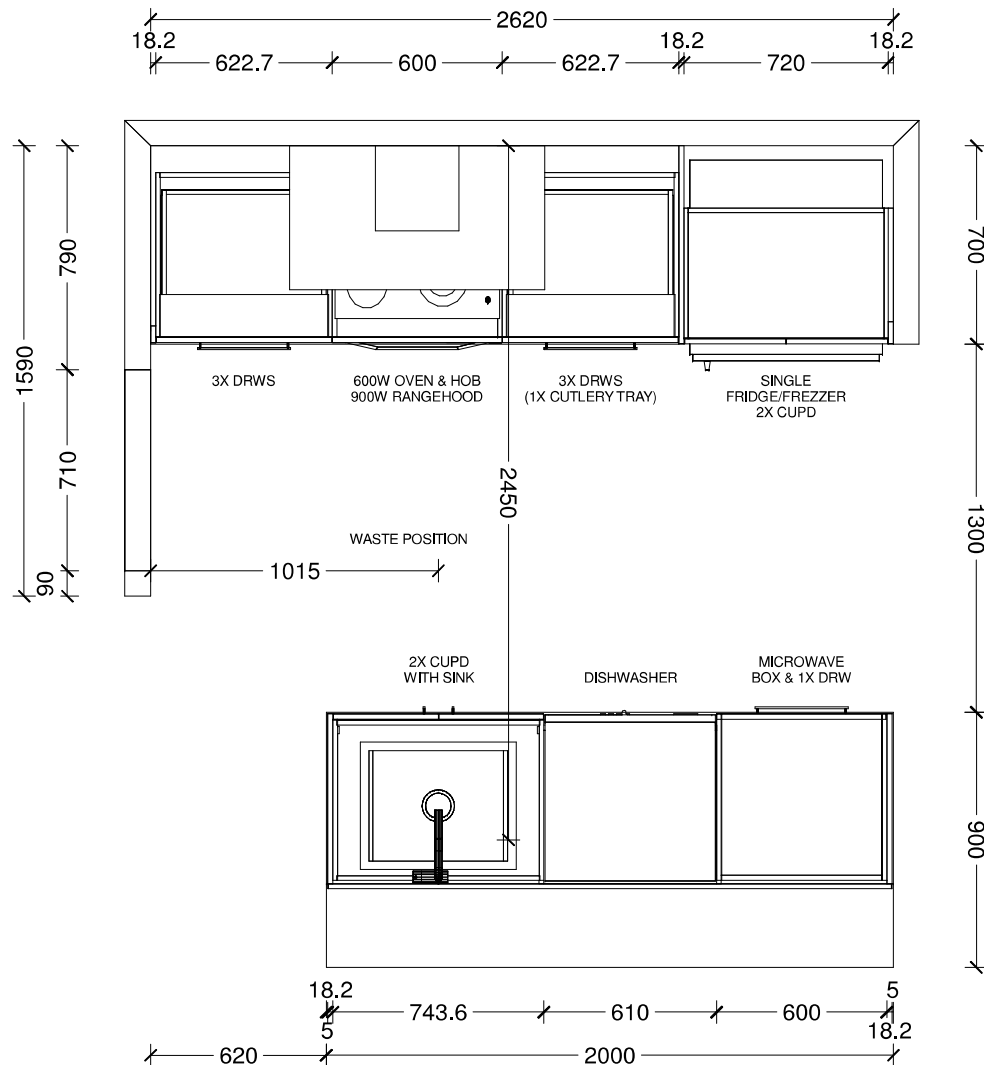 2620
18.2
18.2
18.2
622.7
600
622.7
720
790
1590
700
3X DRWS
600W OVEN & HOB
900W RANGEHOOD
3X DRWS
(1X CUTLERY TRAY)
SINGLE
FRIDGE/FREZZER
2X CUPD
710
2450
1300
WASTE POSITION
1015
90
2X CUPD
WITH SINK
DISHWASHER
MICROWAVE
BOX & 1X DRW
900
18.2
5
743.6
610
600
5
18.2
620
2000